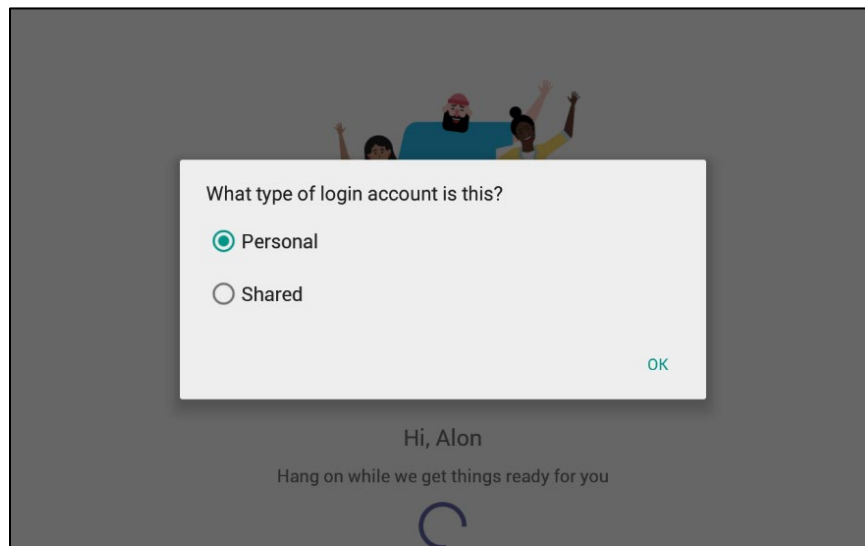 What type of login account is this?
Personal
Shared
OK
Hi, Alon
Hang on while we get things ready for you